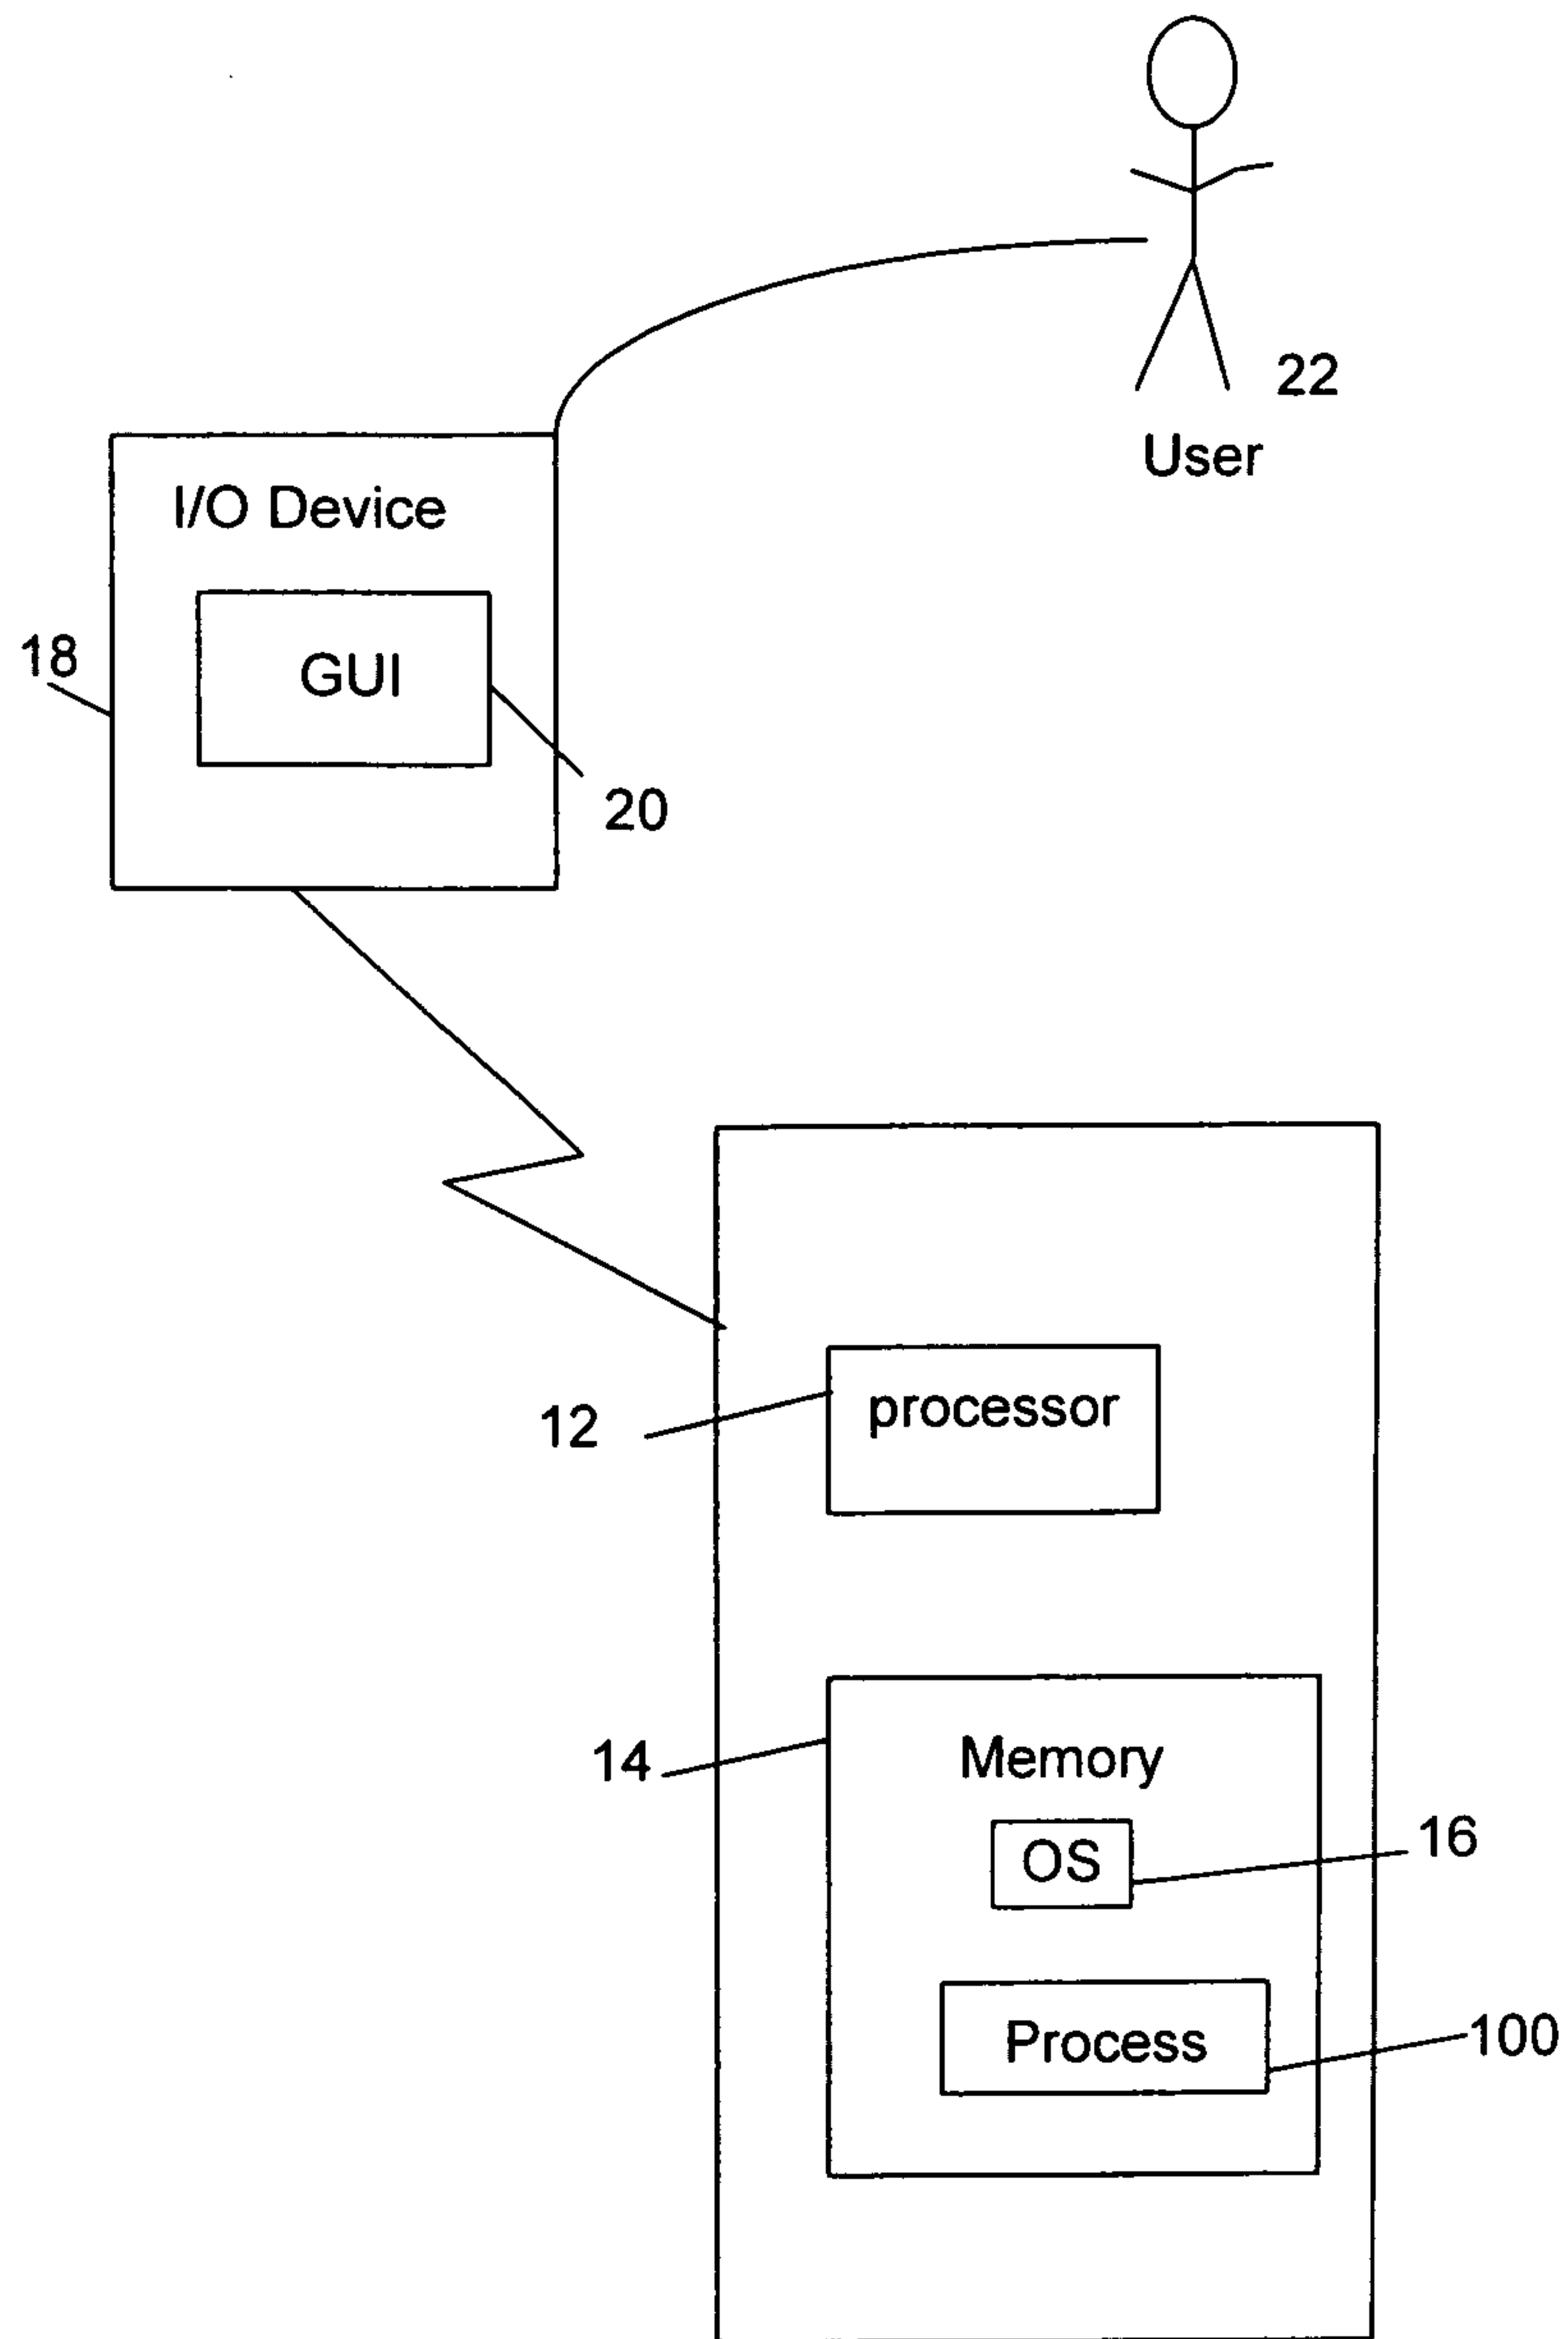 22
User
I/O Device
18
GUI
20
12
processor
14
Memory
OS
16
Process
100